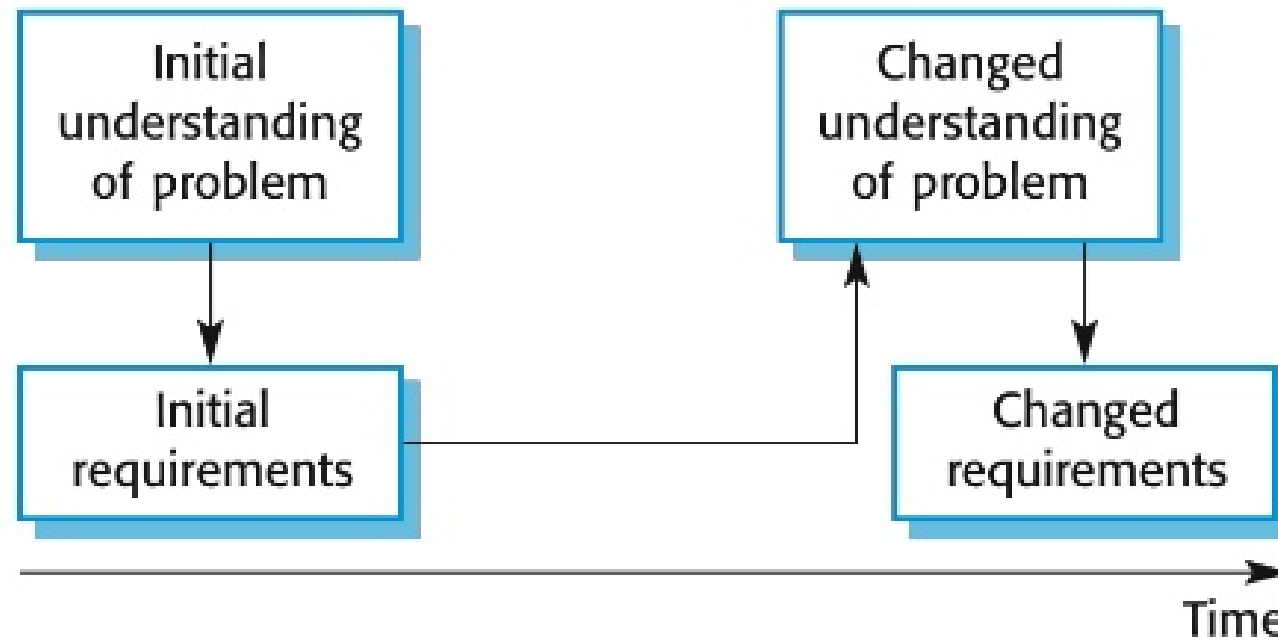 Initial
understanding
of problem
Changed
understanding
of problem
Initial
requirements
Changed
requirements
Time